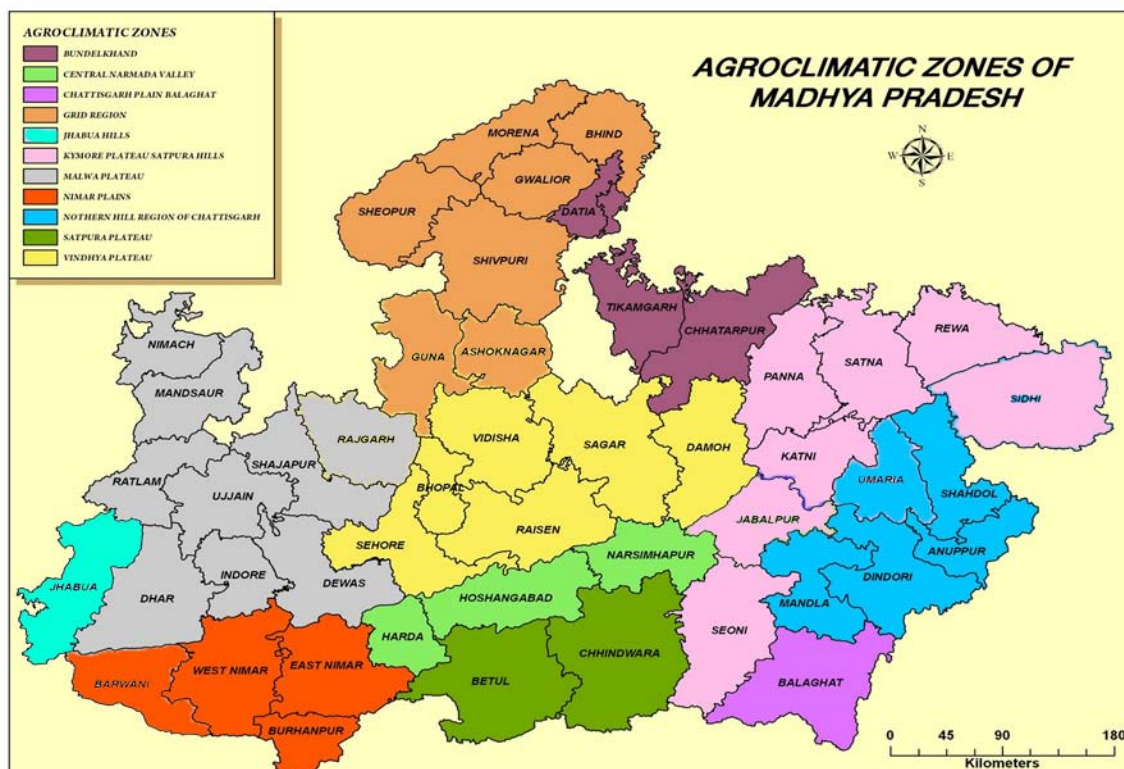 AGROCLIMATIC ZONES
BUNDELKHAND
CENTRAL NARMADA VALLEY
CHATTISGARH PLAIN BALAGHAT
GRID REGION
JHABUA HILLS
KYMORE PLATEAU SATPURA HILLS
MALWA PLATEAU
NIMAR PLAINS
NOTHERN HILL REGION OF CHATTISGARH
SATPURA PLATEAU
VINDHYA PLATEAU
AGROCLIMATIC ZONES OF
MADHYA PRADESH
N
W
E
S
MORENA
BHIND
GWALIOR
SHEOPUR
DATIA
SHIVPURI
TIKAMGARH
CHHATARPUR
NIMACH
GUNA
ASHOKNAGAR
REWA
SATNA
PANNA
SIDHI
MANDSAUR
RAJGARH
VIDISHA
SAGAR
DAMOH
KATNI
SHAJAPUR
RATLAM
UJJAIN
BHOPAL
UMARIA
SHAHDOL
JABALPUR
RAISEN
SEHORE
NARSIMHAPUR
ANUPPUR
JHABUA
INDORE
DEWAS
DINDORI
DHAR
HOSHANGABAD
MANDLA
HARDA
SEONI
WEST NIMAR
EAST NIMAR
CHHINDWARA
BARWANI
BETUL
BALAGHAT
BURHANPUR
0 45 90 180
Kilometers